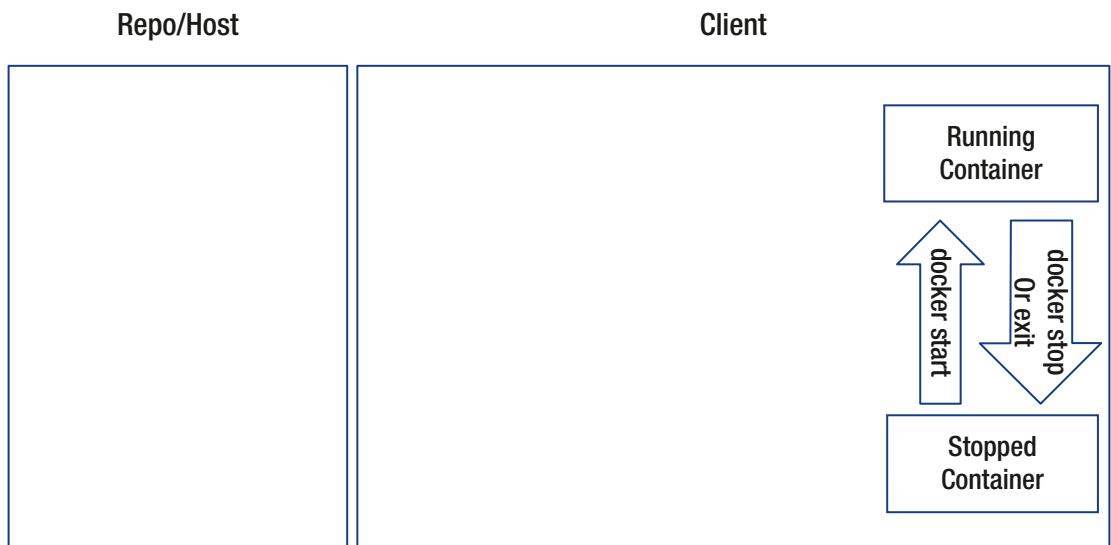 Repo/Host
Client
Running
Container
docker start
docker stop
Or exit
Stopped
Container